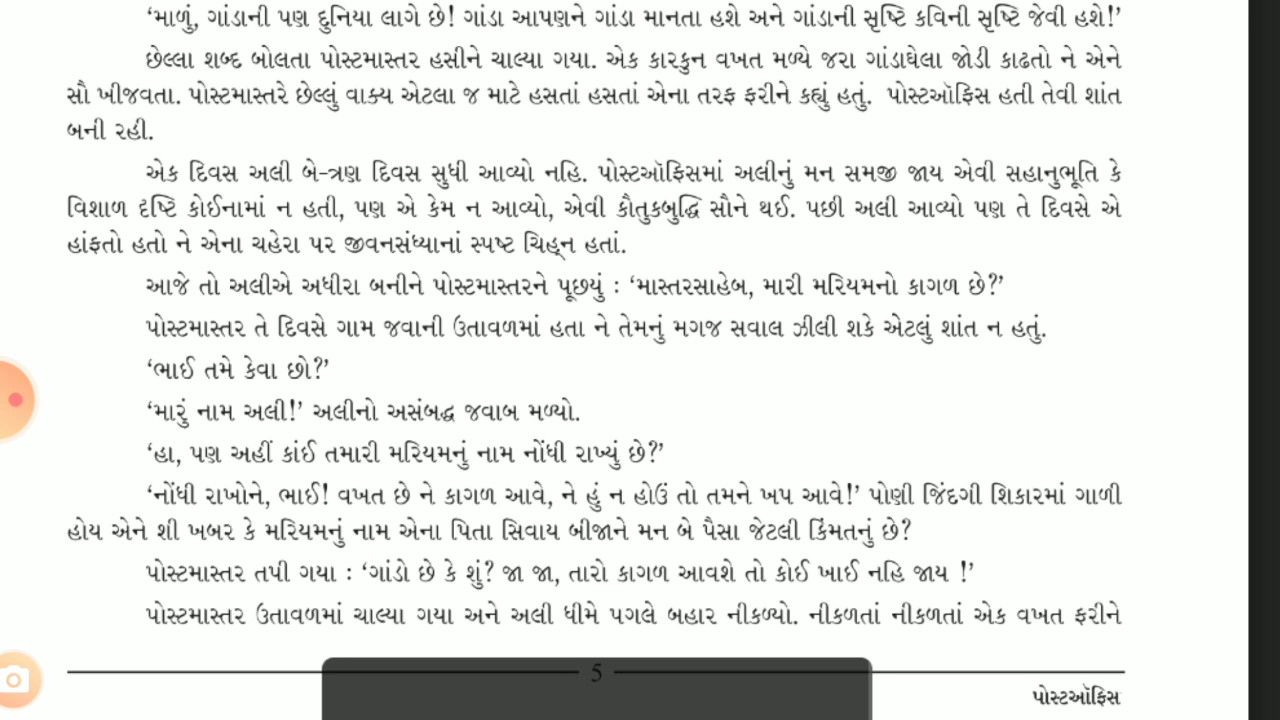 ‘માળું, ગાંડાની પણ દુનિયા લાગે છે! ગાંડા આપણને ગાંડા માનતા હશે અને ગાંડાની સૃષ્ટિ કવિની સૃષ્ટિ જેવી હશે!’
છેલ્લા શબ્દ બોલતા પોસ્ટમાસ્તર હસીને ચાલ્યા ગયા. એક કારકુન વખત મળ્યે જરા ગાંડાઘેલા જોડી કાઢતો ને એને
સૌ ખીજવતા. પોસ્ટમાસ્તરે છેલ્લું વાક્ય એટલા જ માટે હસતાં હસતાં એના તરફ ફરીને કહ્યું હતું. પોસ્ટઑફિસ હતી તેવી શાંત
બની રહી.
એક દિવસ અલી બે-ત્રણ દિવસ સુધી આવ્યો નહિ. પોસ્ટઑફિસમાં અલીનું મન સમજી જાય એવી સહાનુભૂતિ કે
વિશાળ દૃષ્ટિ કોઈનામાં ન હતી, પણ એ કેમ ન આવ્યો, એવી કૌતુકબુદ્ધિ સૌને થઈ. પછી અલી આવ્યો પણ તે દિવસે એ
હાંફતો હતો ને એના ચહેરા પર જીવનસંધ્યાનાં સ્પષ્ટ ચિહ્ન હતાં.
આજે તો અલીએ અધીરા બનીને પોસ્ટમાસ્તરને પૂછયું : ‘માસ્તરસાહેબ, મારી મરિયમનો કાગળ છે?’
પોસ્ટમાસ્તર તે દિવસે ગામ જવાની ઉતાવળમાં હતા ને તેમનું મગજ સવાલ ઝીલી શકે એટલું શાંત ન હતું.
‘ભાઈ તમે કેવા છો?’
‘મારું નામ અલી!’ અલીનો અસંબદ્ધ જવાબ મળ્યો.
‘હા, પણ અહીં કાંઈ તમારી મરિયમનું નામ નોંધી રાખ્યું છે?’
‘નોંધી રાખોને, ભાઈ! વખત છે ને કાગળ આવે, ને હું ન હોઉં તો તમને ખપ આવે!’ પોણી જિંદગી શિકારમાં ગાળી
હોય એને શી ખબર કે મરિયમનું નામ એના પિતા સિવાય બીજાને મન બે પૈસા જેટલી કિંમતનું છે?
પોસ્ટમાસ્તર તપી ગયા : ‘ગાંડો છે કે શું? જા જા, તારો કાગળ આવશે તો કોઈ ખાઈ નહિ જાય !’
પોસ્ટમાસ્તર ઉતાવળમાં ચાલ્યા ગયા અને અલી ધીમે પગલે બહાર નીકળ્યો. નીકળતાં નીકળતાં એક વખત ફરીને
5
પોસ્ટઑફિસ